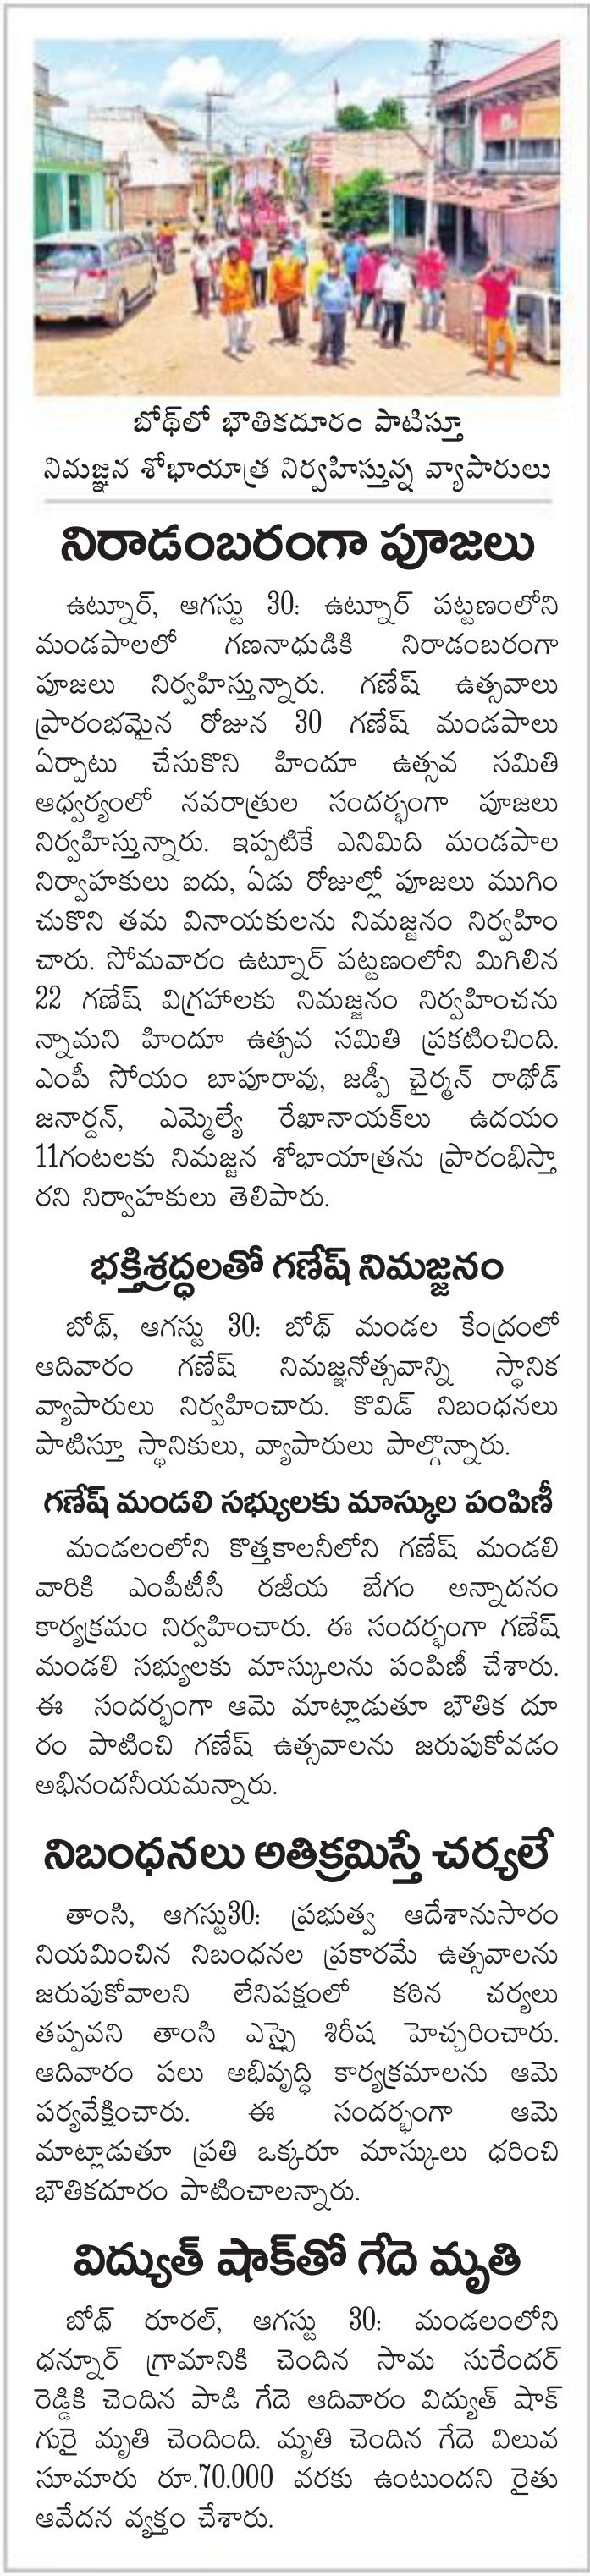 బోథ్‌లో భౌతికదూరం పాటిస్తూ
నిమజ్జన శోభాయాత్ర నిర్వహిస్తున్న వ్యాపారులు
నిరాడంబరంగా పూజలు
ఉట్నూర్, ఆగస్టు 30: ఉట్నూర్ పట్టణంలోని
మండపాలలో గణనాధుడికి నిరాడంబరంగా
పూజలు నిర్వహిస్తున్నారు. గణేష్ ఉత్సవాలు
ప్రారంభమైన రోజున 30 గణేష్ మండపాలు
ఏర్పాటు చేసుకొని హిందూ ఉత్సవ సమితి
ఆధ్వర్యంలో నవరాత్రుల సందర్భంగా పూజలు
నిర్వహిస్తున్నారు. ఇప్పటికే ఎనిమిది మండపాల
నిర్వాహకులు ఐదు, ఏడు రోజుల్లో పూజలు ముగిం
చుకొని తమ వినాయకులను నిమజ్జనం నిర్వహిం
చారు. సోమవారం ఉట్నూర్ పట్టణంలోని మిగిలిన
22 గణేష్ విగ్రహాలకు నిమజ్జనం నిర్వహించను
న్నామని హిందూ ఉత్సవ సమితి ప్రకటించింది.
ఎంపీ సోయం బాపూరావు, జడ్పీ చైర్మన్ రాథోడ్
జనార్దన్, ఎమ్మెల్యే రేఖానాయక్‌లు ఉదయం
11గంటలకు నిమజ్జన శోభాయాత్రను ప్రారంభిస్తా
రని నిర్వాహకులు తెలిపారు.
భక్తిశ్రద్ధలతో గణేష్ నిమజ్జనం
బోథ్, ఆగస్టు 30: బోథ్ మండల కేంద్రంలో
ఆదివారం గణేష్ నిమజ్జనోత్సవాన్ని స్థానిక
వ్యాపారులు నిర్వహించారు. కొవిడ్ నిబంధనలు
పాటిస్తూ స్థానికులు, వ్యాపారులు పాల్గొన్నారు.
గణేష్ మండలి సభ్యులకు మాస్కుల పంపిణీ
మండలంలోని కొత్తకాలనీలోని గణేష్ మండలి
వారికి ఎంపీటీసీ రజీయ బేగం అన్నాదనం
కార్యక్రమం నిర్వహించారు. ఈ సందర్భంగా గణేష్
మండలి సభ్యులకు మాస్కులను పంపిణీ చేశారు.
ఈ సందర్భంగా ఆమె మాట్లాడుతూ భౌతిక దూ
రం పాటించి గణేష్ ఉత్సవాలను జరుపుకోవడం
అభినందనీయమన్నారు.
నిబంధనలు అతిక్రమిస్తే చర్యలే
తాంసి, ఆగస్టు30: ప్రభుత్వ ఆదేశానుసారం
నియమించిన నిబంధనల ప్రకారమే ఉత్సవాలను
జరుపుకోవాలని లేనిపక్షంలో కఠిన చర్యలు
తప్పవని తాంసి ఎస్సై శిరీష హెచ్చరించారు.
ఆదివారం పలు అభివృద్ధి కార్యక్రమాలను ఆమె
పర్యవేక్షించారు. ఈ సందర్భంగా ఆమె
మాట్లాడుతూ ప్రతి ఒక్కరూ మాస్కులు ధరించి
భౌతికదూరం పాటించాలన్నారు.
విద్యుత్ షాక్‌తో గేదె మృతి
బోథ్ రూరల్, ఆగస్టు 30: మండలంలోని
ధన్నూర్ గ్రామానికి చెందిన సామ సురేందర్
రెడ్డికి చెందిన పాడి గేదె ఆదివారం విద్యుత్ షాక్
గురై మృతి చెందింది. మృతి చెందిన గేదె విలువ
సూమారు రూ.70.000 వరకు ఉంటుందని రైతు
ఆవేదన వ్యక్తం చేశారు.